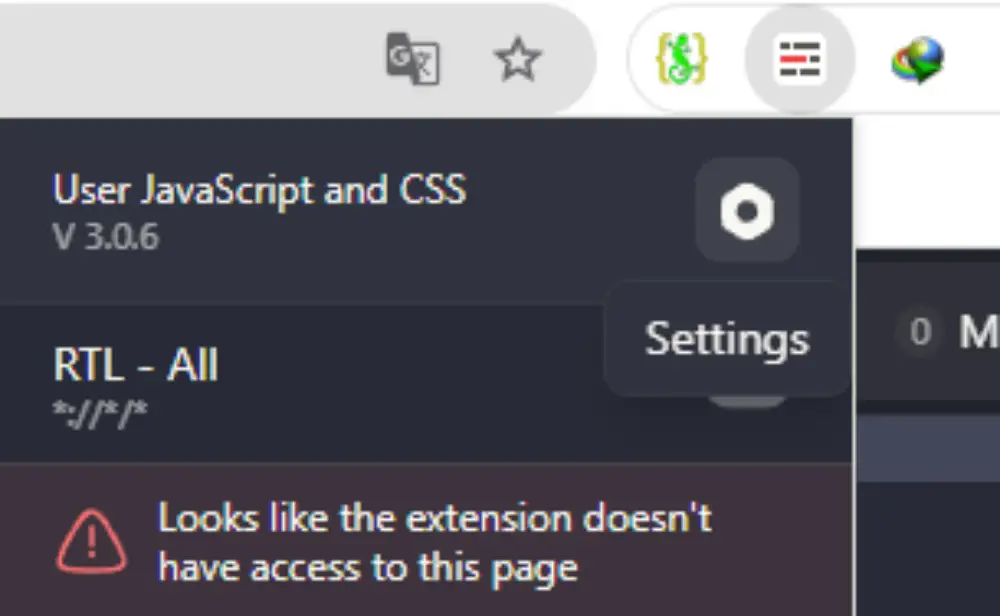 User JavaScript and CSS
V 3.0.6
Settings
0 M
RTL - All
*://*/*
Looks like the extension doesn't
have access to this page